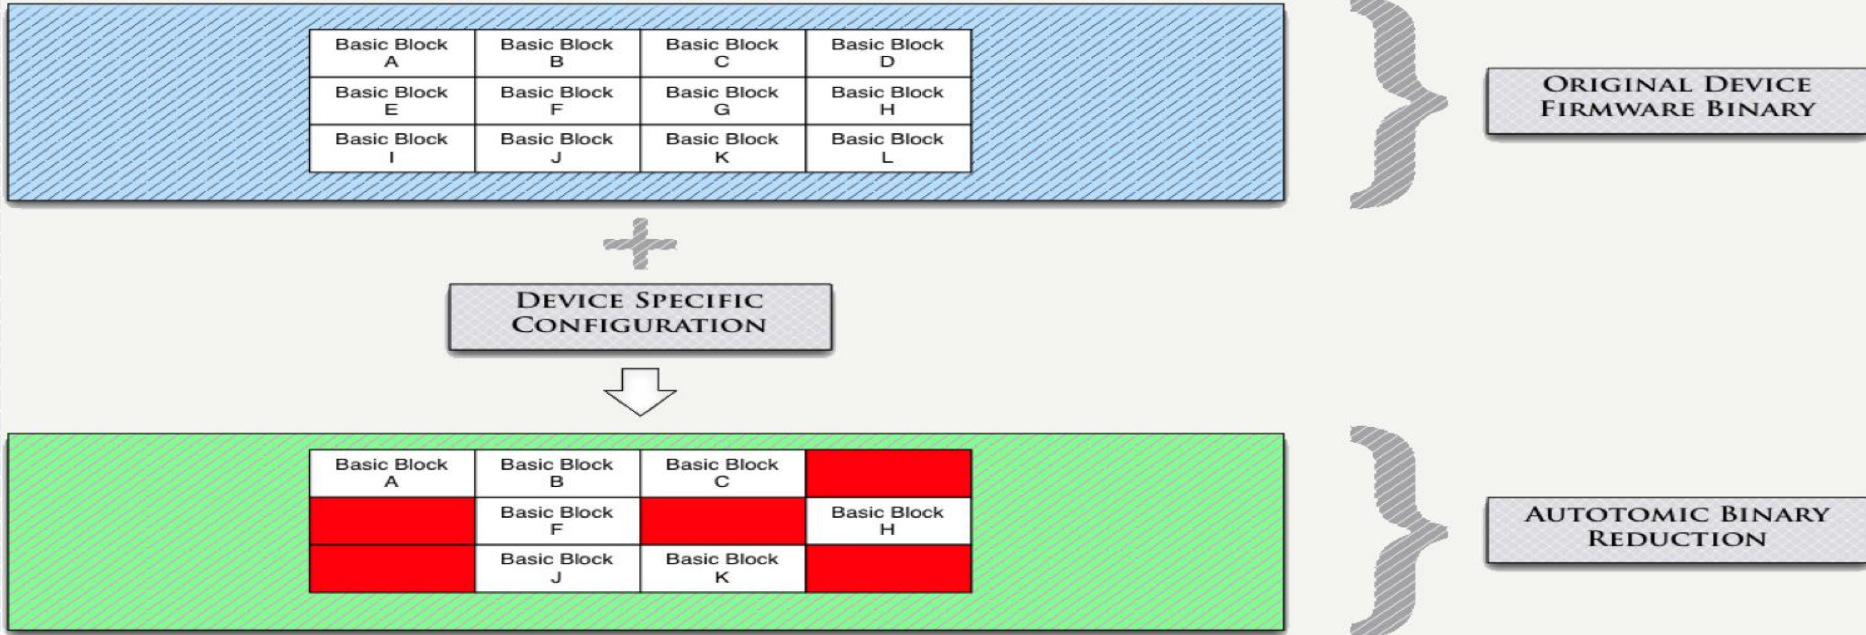 Basic Block
A
Basic Block
B
Basic Block
C
Basic Block
D
Basic Block
E
Basic Block
F
Basic Block
G
Basic Block
H
Basic Block
I
Basic Block
J
Basic Block
K
Basic Block
L
ORIGINAL DEVICE
FIRMWARE BINARY
DEVICE SPECIFIC
CONFIGURATION
Basic Block
A
Basic Block
B
Basic Block
C
Basic Block
F
Basic Block
H
Basic Block
J
Basic Block
K
AUTOTOMIC BINARY
REDUCTION